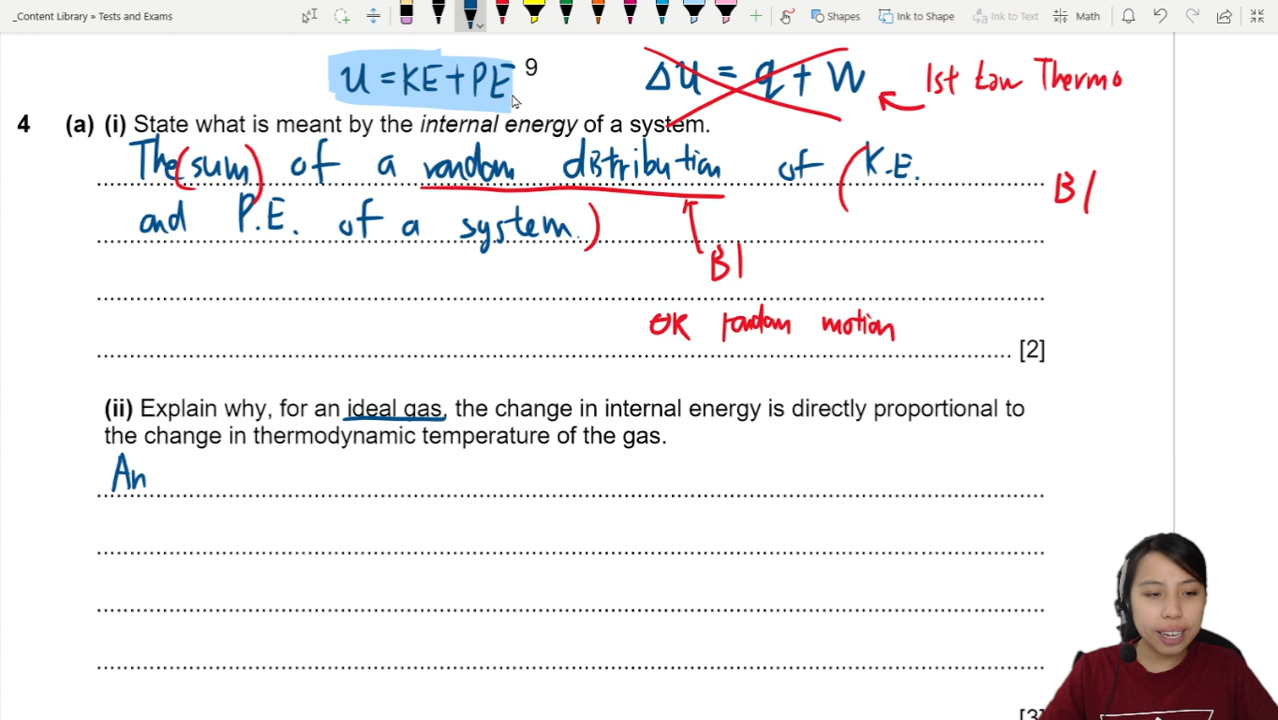 _Content Library » Tests and Exams
Shapes
Ink to Shape
Ink to Text
Math
U = KE + PE
9
ΔU = q + W
1st Law Thermo
4 (a) (i) State what is meant by the internal energy of a system.
The (sum) of a random distribution of (K.E.
B1
and P.E. of a system.)
B1
OR random motion
[2]
(ii) Explain why, for an ideal gas, the change in internal energy is directly proportional to
the change in thermodynamic temperature of the gas.
An
[3]